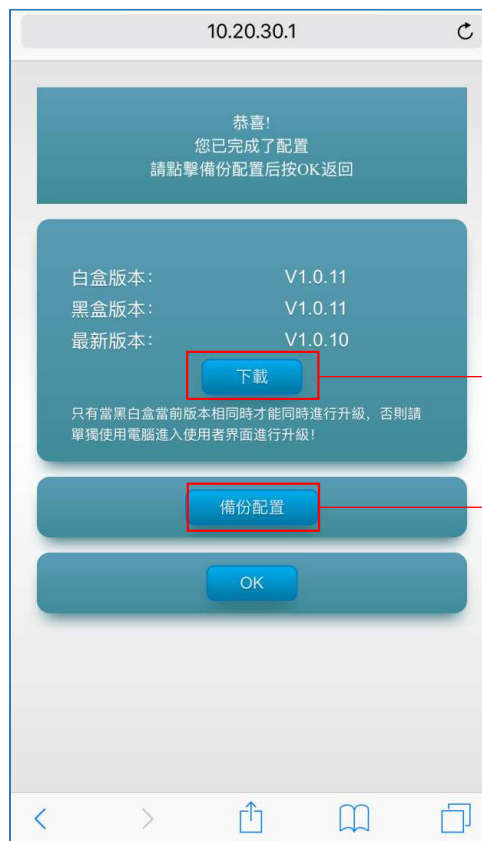 10.20.30.1
恭喜!
您已完成了配置
請點擊備份配置后按OK返回
白盒版本： V1.0.11
黑盒版本： V1.0.11
最新版本： V1.0.10
下載
只有當黑白盒當前版本相同時才能同時進行升級，否則請
單獨使用電腦進入使用者界面進行升級!
備份配置
OK